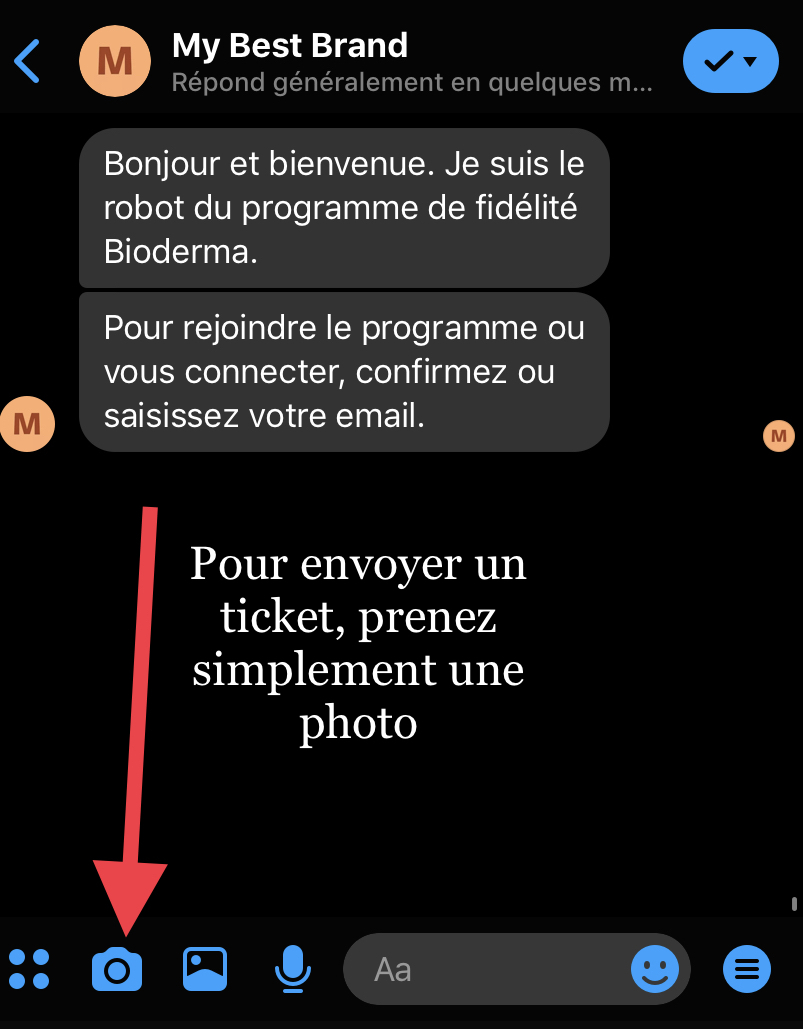 M
My Best Brand
Répond généralement en quelques m...
Bonjour et bienvenue. Je suis le
robot du programme de fidélité
Bioderma.
Pour rejoindre le programme ou
vous connecter, confirmez ou
saisissez votre email.
M
M
Pour envoyer un
ticket, prenez
simplement une
photo
Aa